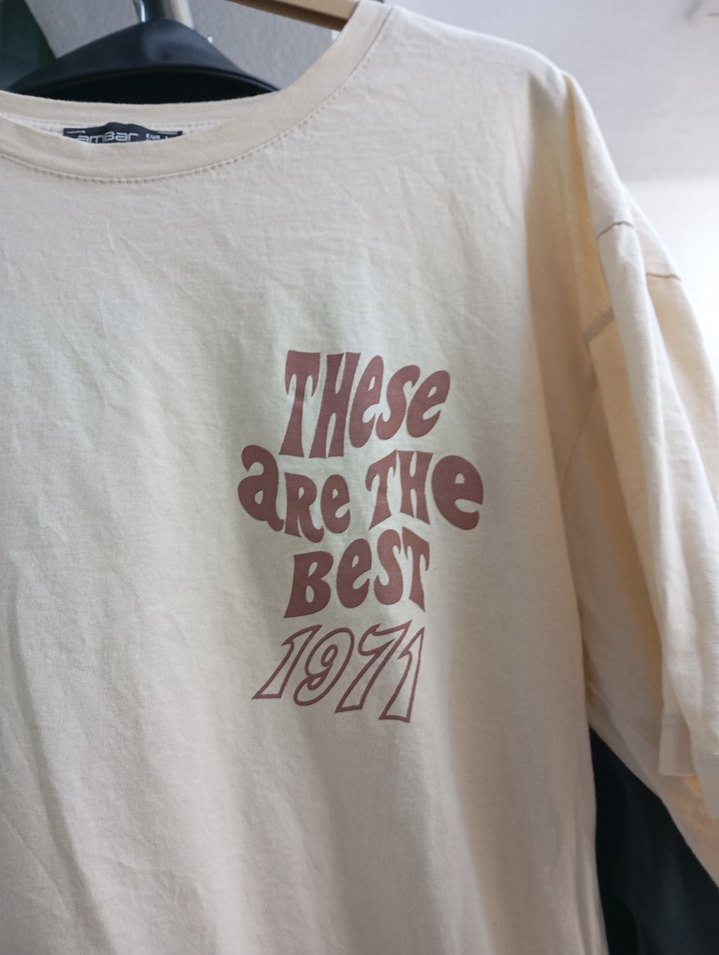 THese
aRe THe
BesT
1971